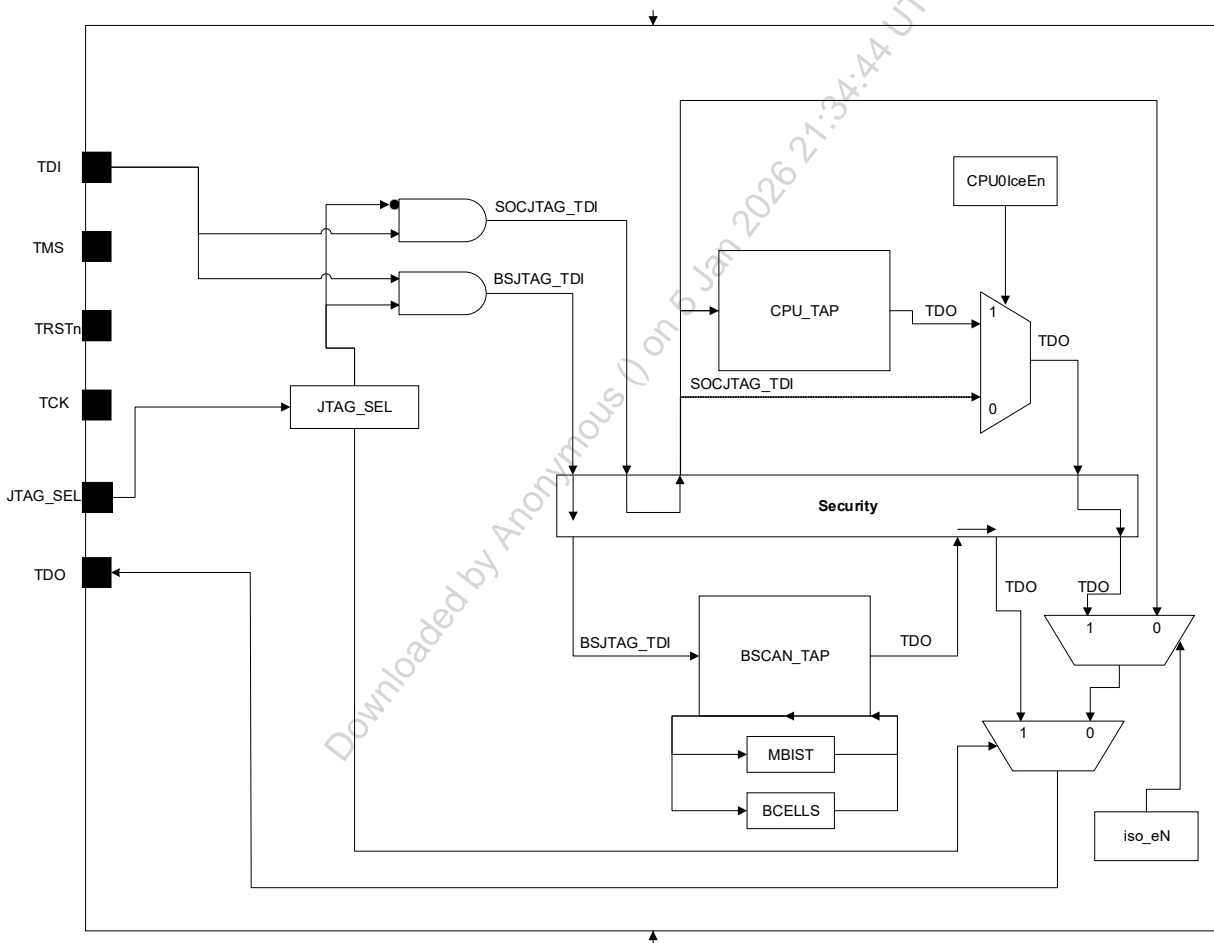 TDI
TMS
TRSTn
TCK
JTAG_SEL
TDO
JTAG_SEL
SOCJTAG_TDI
BSJTAG_TDI
CPU0IceEn
CPU_TAP
TDO
1
TDO
SOCJTAG_TDI
0
Security
TDO
TDO
1
0
BSJTAG_TDI
BSCAN_TAP
TDO
1
0
MBIST
BCELLS
iso_eN
Downloaded by Anonymous () on 5 Jan 2026 21:34:44 UT